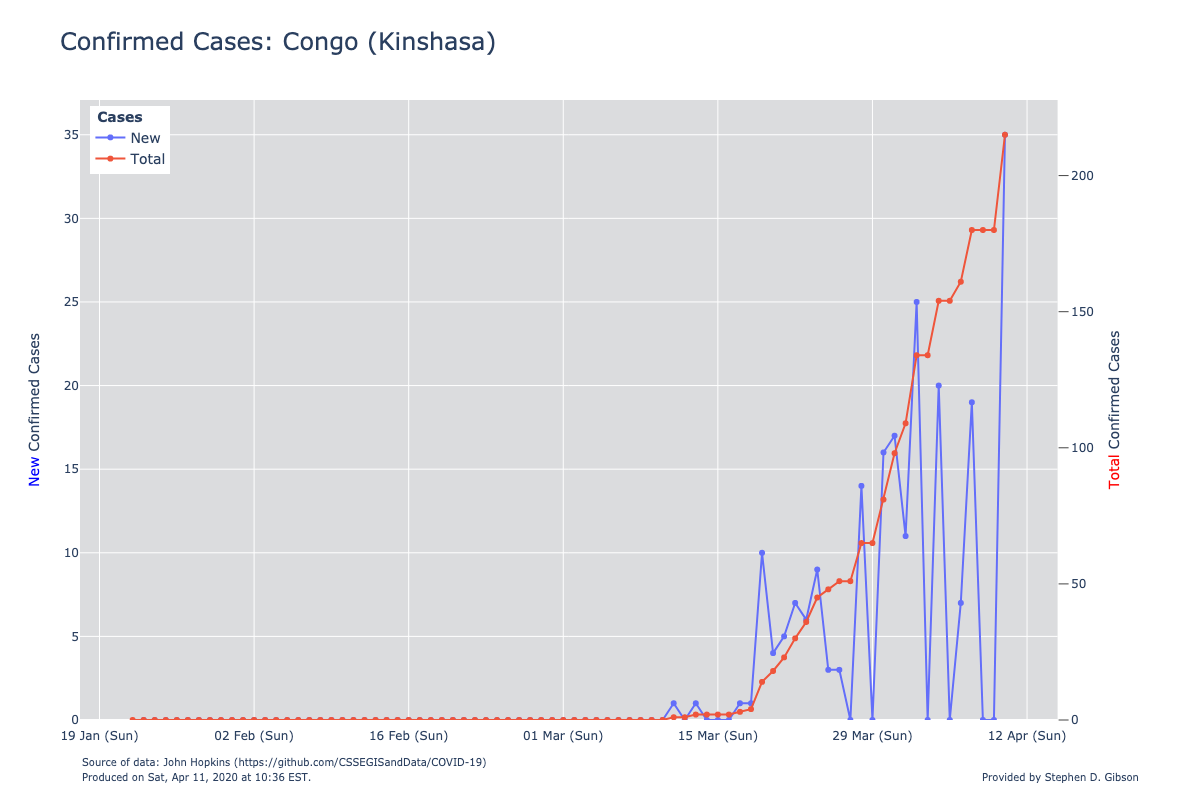 Confirmed Cases: Congo (Kinshasa)
Cases
New
Total
35
30
25
20
15
10
5
0
New Confirmed Cases
200
150
100
50
0
Total Confirmed Cases
19 Jan (Sun)
02 Feb (Sun)
16 Feb (Sun)
01 Mar (Sun)
15 Mar (Sun)
29 Mar (Sun)
12 Apr (Sun)
Source of data: John Hopkins (https://github.com/CSSEGISandData/COVID-19)
Produced on Sat, Apr 11, 2020 at 10:36 EST.
Provided by Stephen D. Gibson